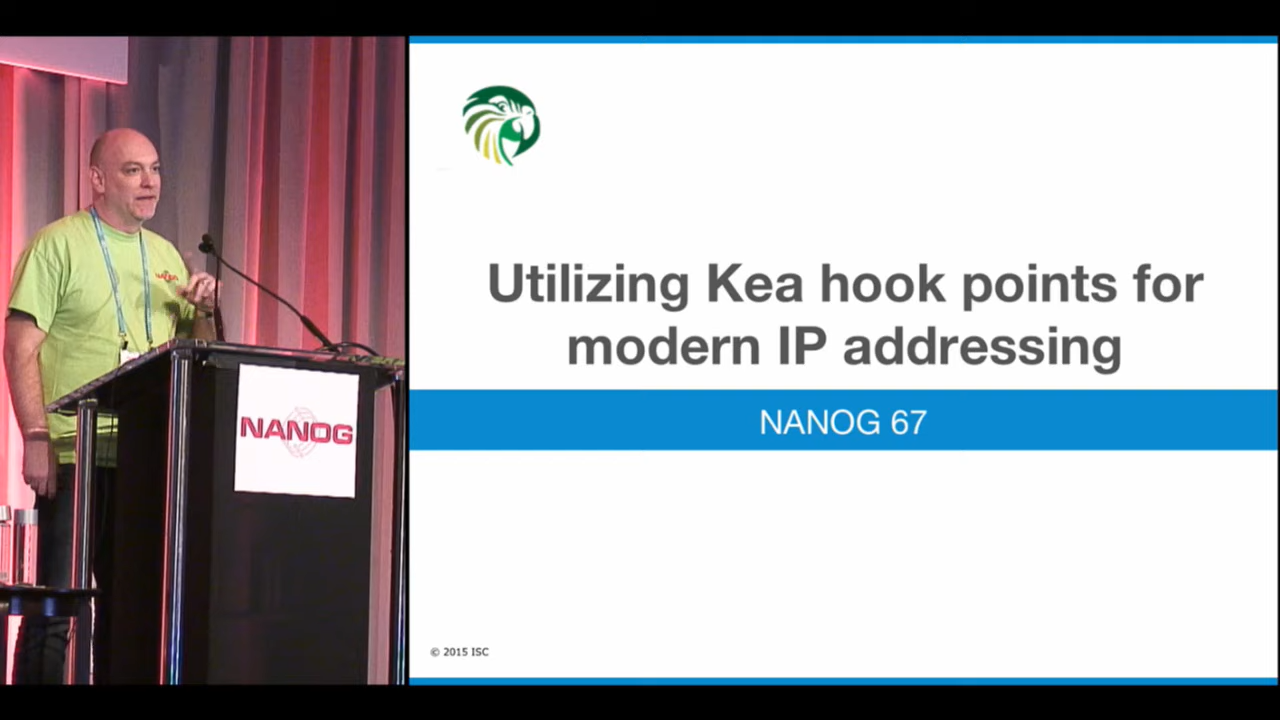 Utilizing Kea hook points for
modern IP addressing
NANOG 67
NANOG
© 2015 ISC